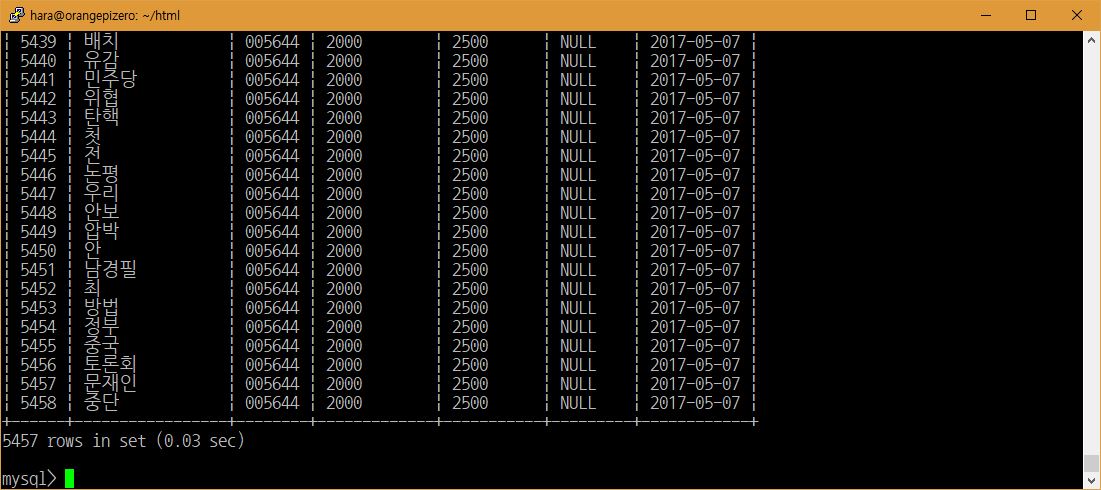 hara@orangepizero: ~/html
¦ 5439 ¦ 배치 ¦ 005644 ¦ 2000 ¦ 2500 ¦ NULL ¦ 2017-05-07 ¦
¦ 5440 ¦ 유감 ¦ 005644 ¦ 2000 ¦ 2500 ¦ NULL ¦ 2017-05-07 ¦
¦ 5441 ¦ 민주당 ¦ 005644 ¦ 2000 ¦ 2500 ¦ NULL ¦ 2017-05-07 ¦
¦ 5442 ¦ 위협 ¦ 005644 ¦ 2000 ¦ 2500 ¦ NULL ¦ 2017-05-07 ¦
¦ 5443 ¦ 탄핵 ¦ 005644 ¦ 2000 ¦ 2500 ¦ NULL ¦ 2017-05-07 ¦
¦ 5444 ¦ 첫 ¦ 005644 ¦ 2000 ¦ 2500 ¦ NULL ¦ 2017-05-07 ¦
¦ 5445 ¦ 전 ¦ 005644 ¦ 2000 ¦ 2500 ¦ NULL ¦ 2017-05-07 ¦
¦ 5446 ¦ 논평 ¦ 005644 ¦ 2000 ¦ 2500 ¦ NULL ¦ 2017-05-07 ¦
¦ 5447 ¦ 우리 ¦ 005644 ¦ 2000 ¦ 2500 ¦ NULL ¦ 2017-05-07 ¦
¦ 5448 ¦ 안보 ¦ 005644 ¦ 2000 ¦ 2500 ¦ NULL ¦ 2017-05-07 ¦
¦ 5449 ¦ 압박 ¦ 005644 ¦ 2000 ¦ 2500 ¦ NULL ¦ 2017-05-07 ¦
¦ 5450 ¦ 안 ¦ 005644 ¦ 2000 ¦ 2500 ¦ NULL ¦ 2017-05-07 ¦
¦ 5451 ¦ 남경필 ¦ 005644 ¦ 2000 ¦ 2500 ¦ NULL ¦ 2017-05-07 ¦
¦ 5452 ¦ 최 ¦ 005644 ¦ 2000 ¦ 2500 ¦ NULL ¦ 2017-05-07 ¦
¦ 5453 ¦ 방법 ¦ 005644 ¦ 2000 ¦ 2500 ¦ NULL ¦ 2017-05-07 ¦
¦ 5454 ¦ 정부 ¦ 005644 ¦ 2000 ¦ 2500 ¦ NULL ¦ 2017-05-07 ¦
¦ 5455 ¦ 중국 ¦ 005644 ¦ 2000 ¦ 2500 ¦ NULL ¦ 2017-05-07 ¦
¦ 5456 ¦ 토론회 ¦ 005644 ¦ 2000 ¦ 2500 ¦ NULL ¦ 2017-05-07 ¦
¦ 5457 ¦ 문재인 ¦ 005644 ¦ 2000 ¦ 2500 ¦ NULL ¦ 2017-05-07 ¦
¦ 5458 ¦ 중단 ¦ 005644 ¦ 2000 ¦ 2500 ¦ NULL ¦ 2017-05-07 ¦
+------+-----------------+--------+-------------+-----------+---------+------------+
5457 rows in set (0.03 sec)
mysql>